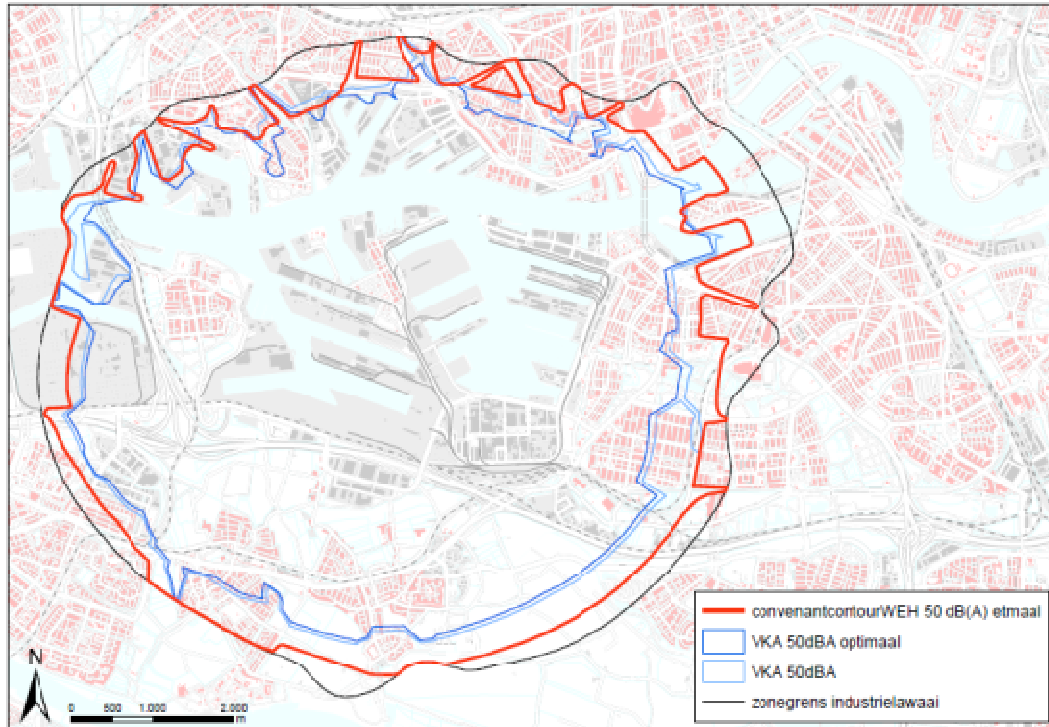 convenantcontourWEH 50 dB(A) etmaal
VKA 50dBA optimaal
VKA 50dBA
zonegrens industrielawaai
N
0 500 1.000 2.000
m